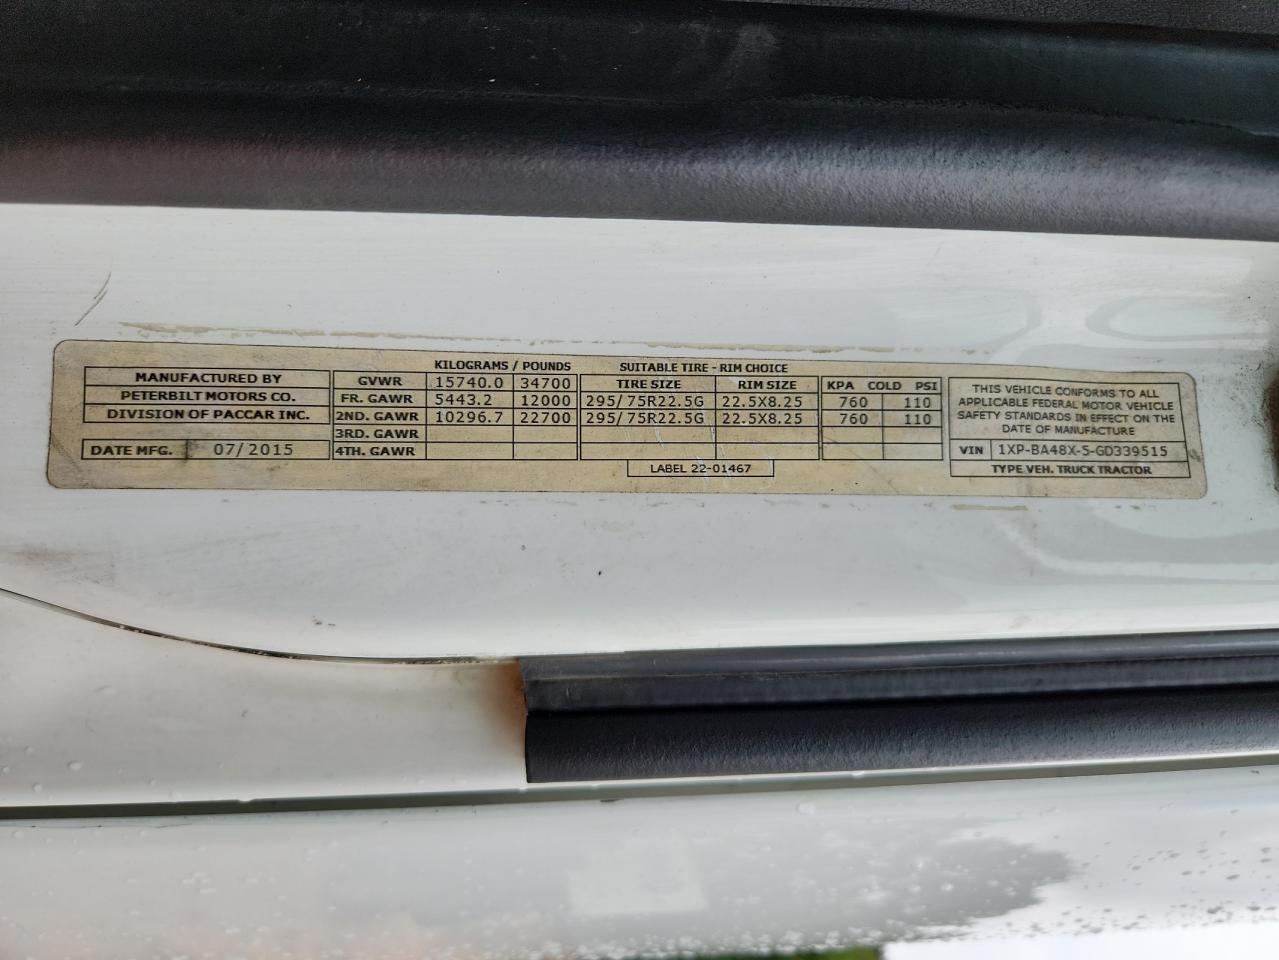 KILOGRAMS / POUNDS SUITABLE TIRE - RIM CHOICE
MANUFACTURED BY
PETERBILT MOTORS CO.
DIVISION OF PACCAR INC.
DATE MFG. 07/2015
TIRE SIZE RIM SIZE KPA COLD PSI
GVWR 15740.0 34700
FR. GAWR 5443.2 12000 295/75R22.5G 22.5X8.25 760 110
2ND. GAWR 10296.7 22700 295/75R22.5G 22.5X8.25 760 110
3RD. GAWR
4TH. GAWR
LABEL 22-01467
THIS VEHICLE CONFORMS TO ALL
APPLICABLE FEDERAL MOTOR VEHICLE
SAFETY STANDARDS IN EFFECT ON THE
DATE OF MANUFACTURE
VIN 1XP-BA48X-5-GD339515
TYPE VEH. TRUCK TRACTOR